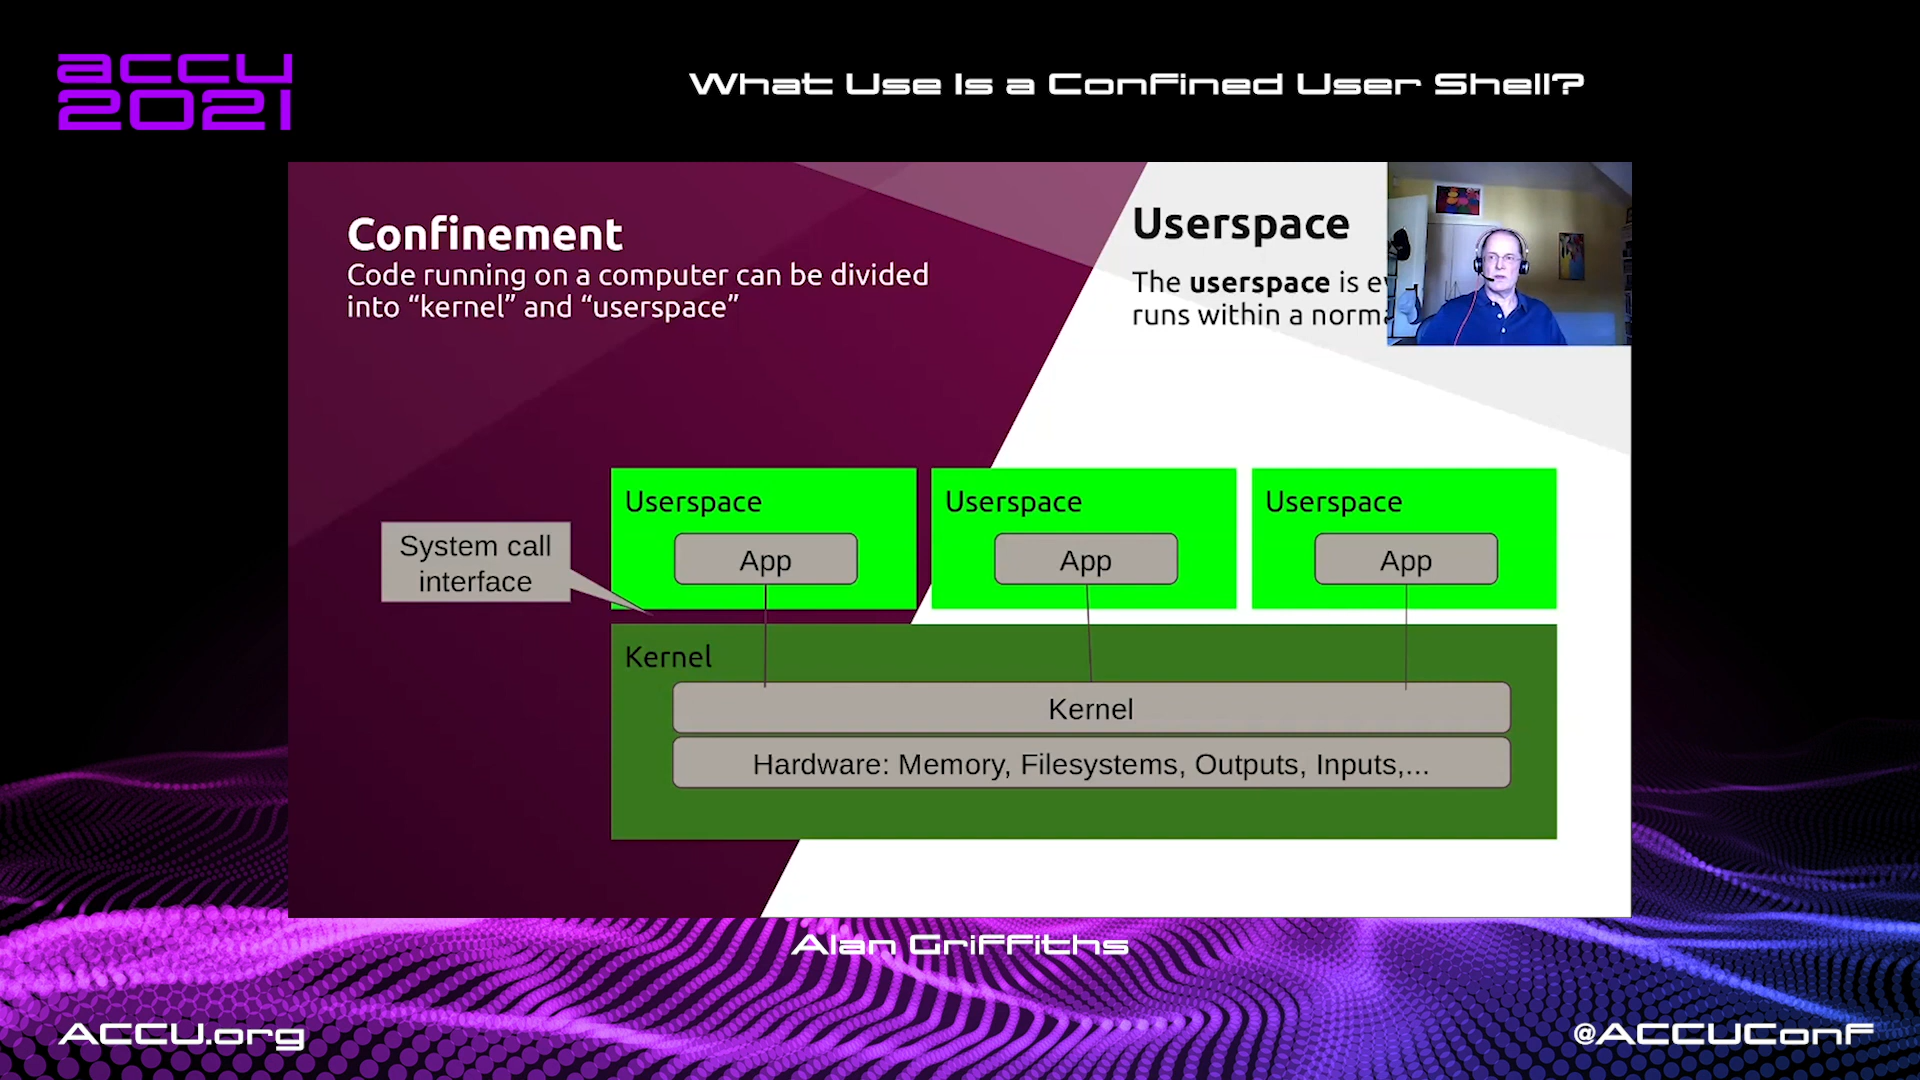 accu
2021
What Use Is a Confined User Shell?
Confinement
Code running on a computer can be divided
into “kernel” and “userspace”
Userspace
The userspace is
runs within a
Userspace
Userspace
Userspace
System call
interface
App
App
App
Kernel
Kernel
Hardware: Memory, Filesystems, Outputs, Inputs,...
Alan Griffiths
ACCU.org
@ACCUConf